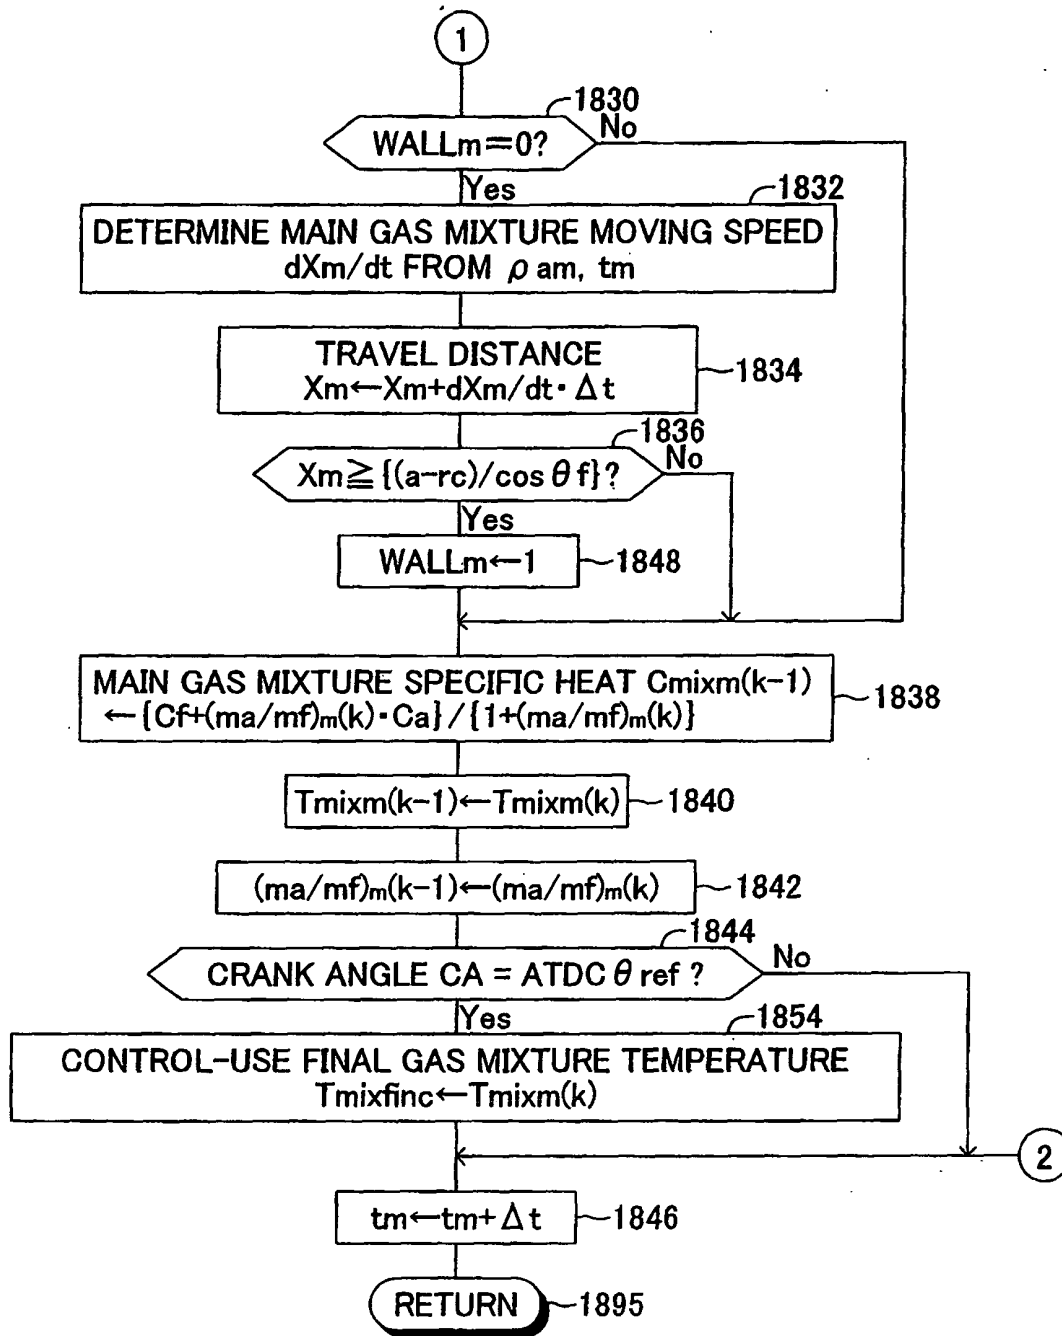 1
1830
WALLm=0?
No
Yes
1832
DETERMINE MAIN GAS MIXTURE MOVING SPEED
dXm/dt FROM ρam, tm
TRAVEL DISTANCE
Xm←Xm+dXm/dt・Δt
1834
1836
Xm≧{(a-rc)/cosθf}?
No
Yes
WALLm←1
1848
MAIN GAS MIXTURE SPECIFIC HEAT Cmixm(k-1)
←{Cf+(ma/mf)m(k)・Ca}/{1+(ma/mf)m(k)}
1838
Tmixm(k-1)←Tmixm(k)
1840
(ma/mf)m(k-1)←(ma/mf)m(k)
1842
1844
CRANK ANGLE CA = ATDCθref ?
No
Yes
1854
CONTROL-USE FINAL GAS MIXTURE TEMPERATURE
Tmixfinc←Tmixm(k)
2
tm←tm+Δt
1846
RETURN
1895